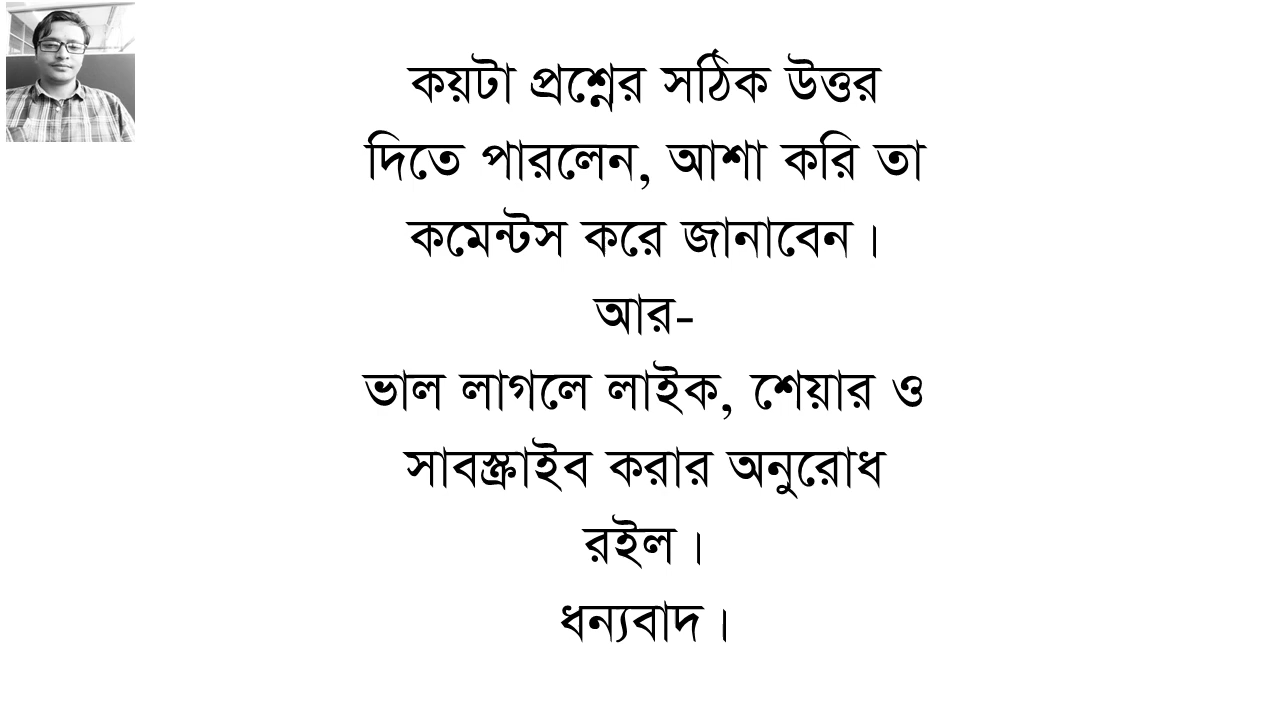 কয়টা প্রশ্নের সঠিক উত্তর
দিতে পারলেন, আশা করি তা
কমেন্টস করে জানাবেন।
আর-
ভাল লাগলে লাইক, শেয়ার ও
সাবস্ক্রাইব করার অনুরোধ
রইল।
ধন্যবাদ।